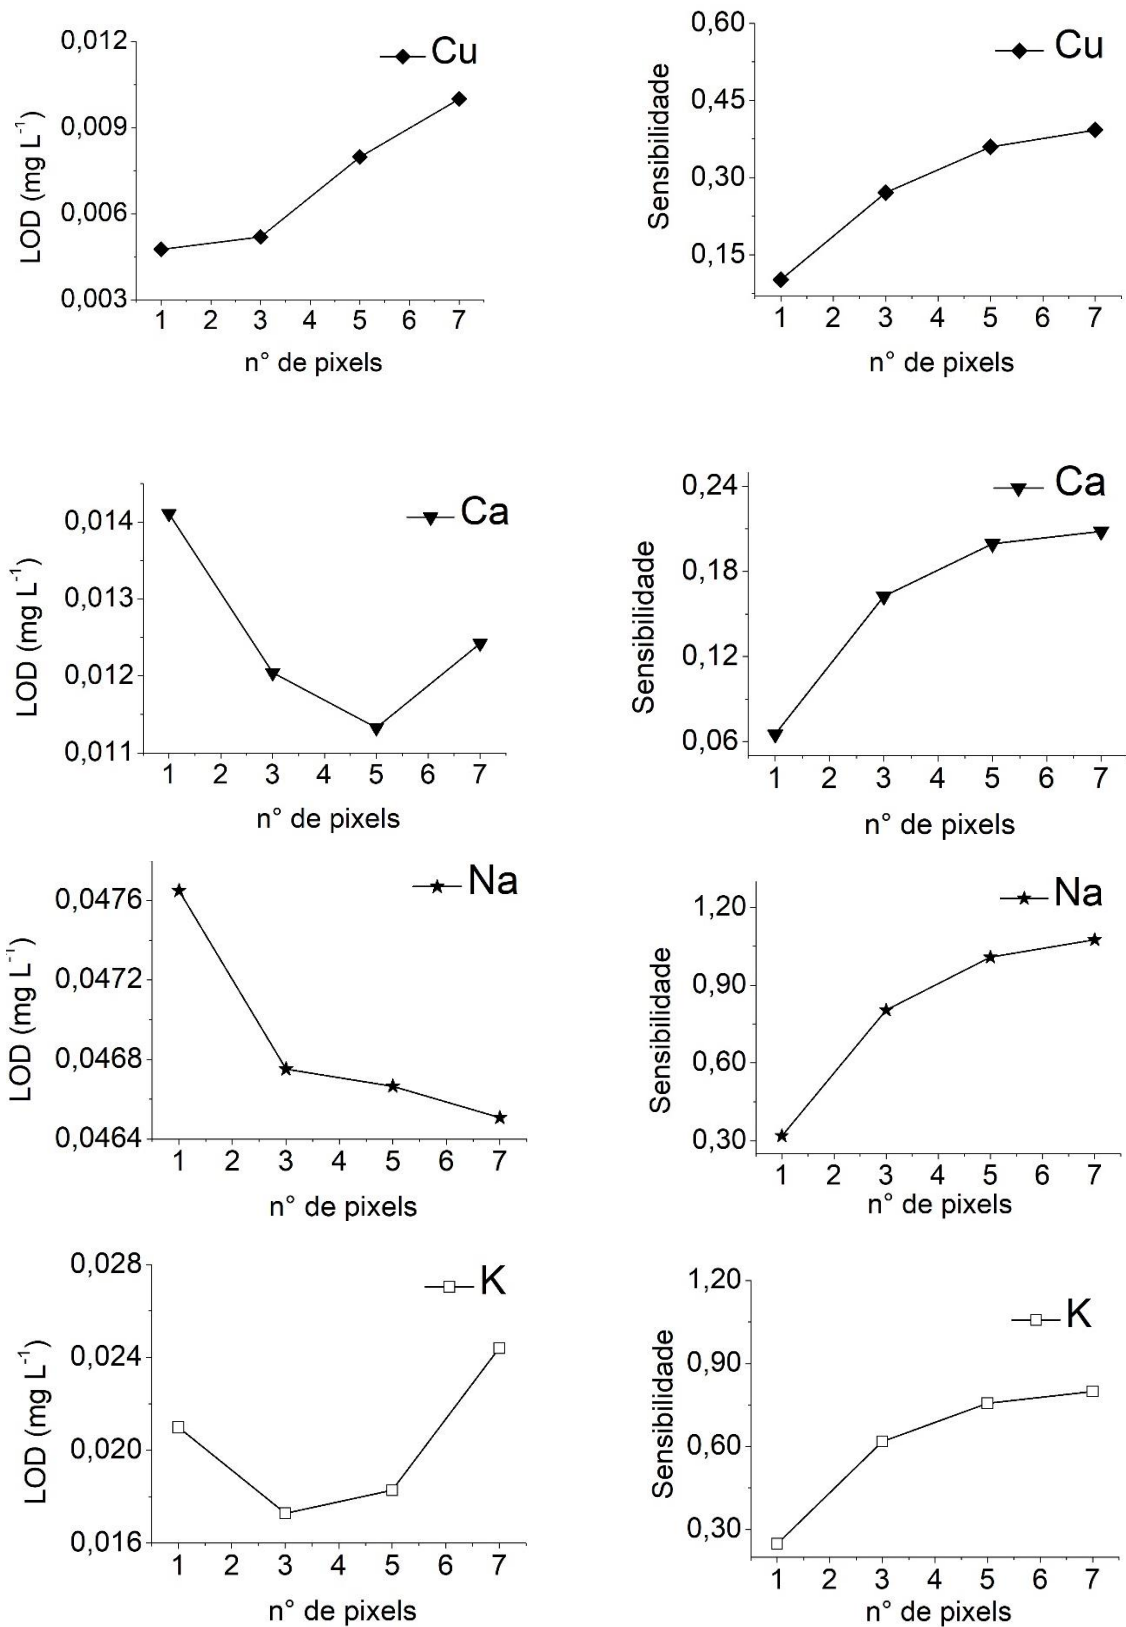 Cu
0,012
0,009
0,006
0,003
LOD (mg L⁻¹)
1 2 3 4 5 6 7
n° de pixels
Cu
0,60
0,45
0,30
0,15
Sensibilidade
1 2 3 4 5 6 7
n° de pixels
Ca
0,014
0,013
0,012
0,011
LOD (mg L⁻¹)
1 2 3 4 5 6 7
n° de pixels
Ca
0,24
0,18
0,12
0,06
Sensibilidade
1 2 3 4 5 6 7
n° de pixels
Na
0,0476
0,0472
0,0468
0,0464
LOD (mg L⁻¹)
1 2 3 4 5 6 7
n° de pixels
Na
1,20
0,90
0,60
0,30
Sensibilidade
1 2 3 4 5 6 7
n° de pixels
K
0,028
0,024
0,020
0,016
LOD (mg L⁻¹)
1 2 3 4 5 6 7
n° de pixels
K
1,20
0,90
0,60
0,30
Sensibilidade
1 2 3 4 5 6 7
n° de pixels